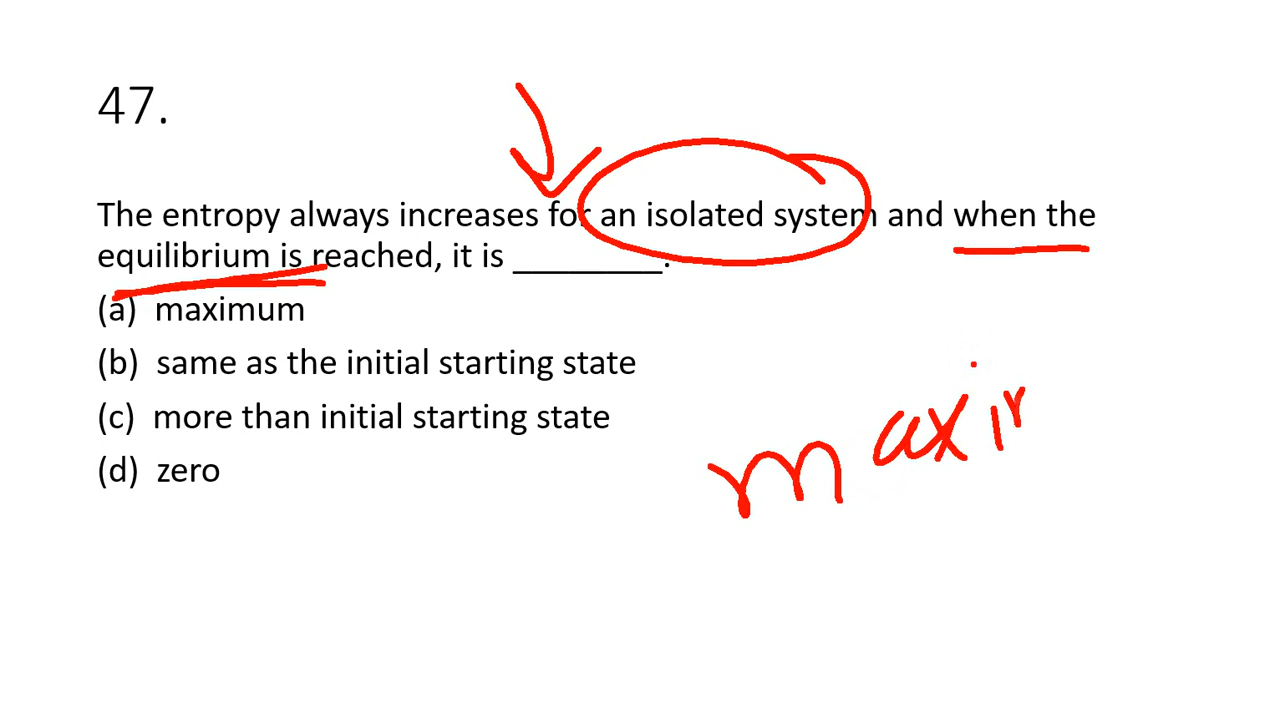 47.
The entropy always increases for an isolated system and when the
equilibrium is reached, it is ________.
(a) maximum
(b) same as the initial starting state
(c) more than initial starting state
(d) zero
maxim